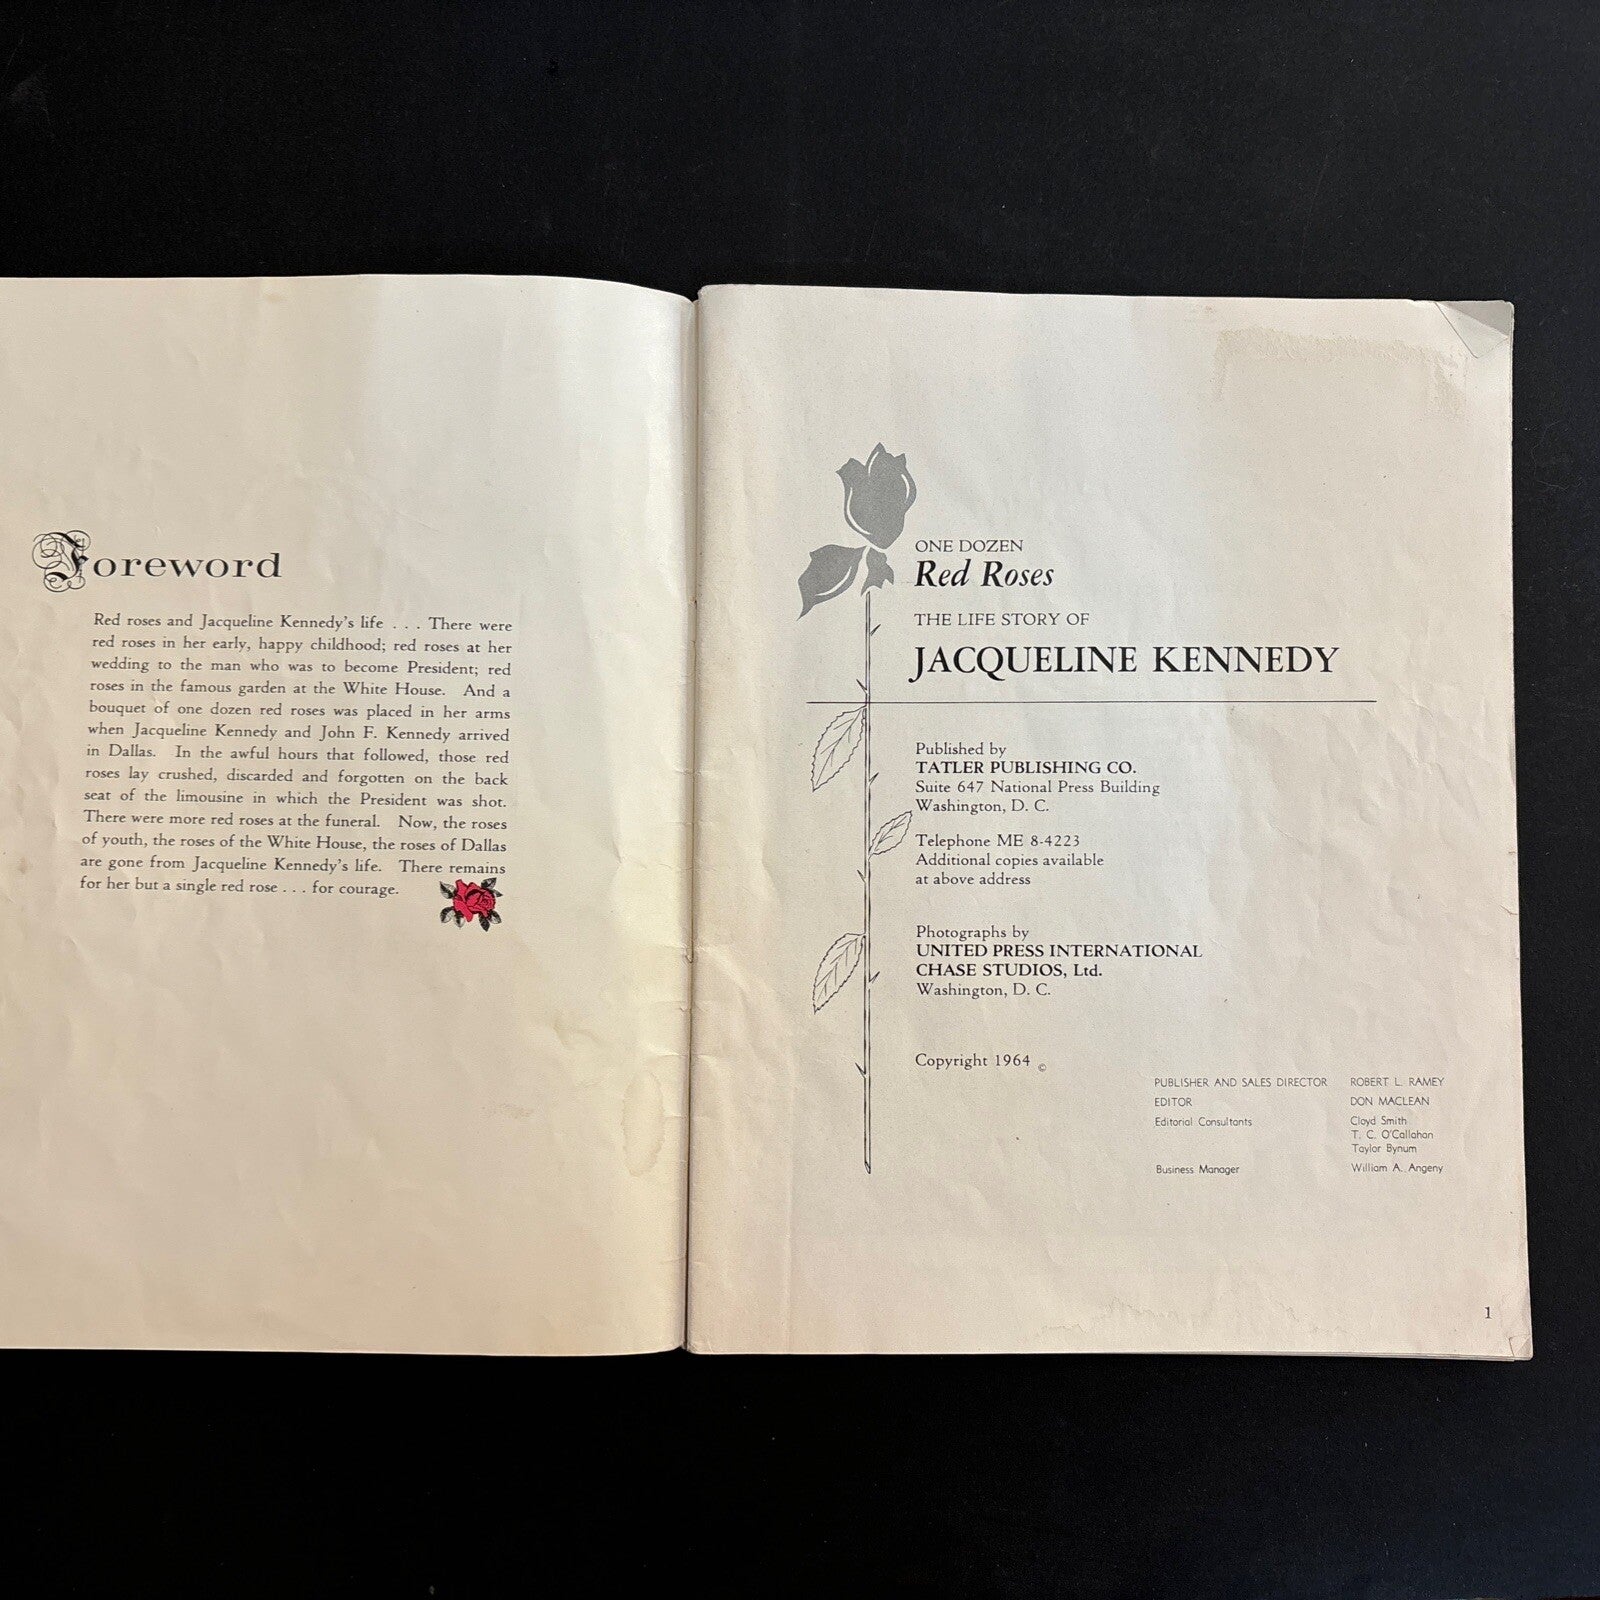 Foreword
Red roses and Jacqueline Kennedy's life . . . There were
red roses in her early, happy childhood; red roses at her
wedding to the man who was to become President; red
roses in the famous garden at the White House. And a
bouquet of one dozen red roses was placed in her arms
when Jacqueline Kennedy and John F. Kennedy arrived
in Dallas. In the awful hours that followed, those red
roses lay crushed, discarded and forgotten on the back
seat of the limousine in which the President was shot.
There were more red roses at the funeral. Now, the roses
of youth, the roses of the White House, the roses of Dallas
are gone from Jacqueline Kennedy's life. There remains
for her but a single red rose . . . for courage.
ONE DOZEN
Red Roses
THE LIFE STORY OF
JACQUELINE KENNEDY
Published by
TATLER PUBLISHING CO.
Suite 647 National Press Building
Washington, D. C.
Telephone ME 8-4223
Additional copies available
at above address
Photographs by
UNITED PRESS INTERNATIONAL
CHASE STUDIOS, Ltd.
Washington, D. C.
Copyright 1964 ©
PUBLISHER AND SALES DIRECTOR ROBERT L. RAMEY
EDITOR DON MACLEAN
Editorial Consultants Cloyd Smith
T. C. O'Callahan
Taylor Bynum
Business Manager William A. Angeny
1